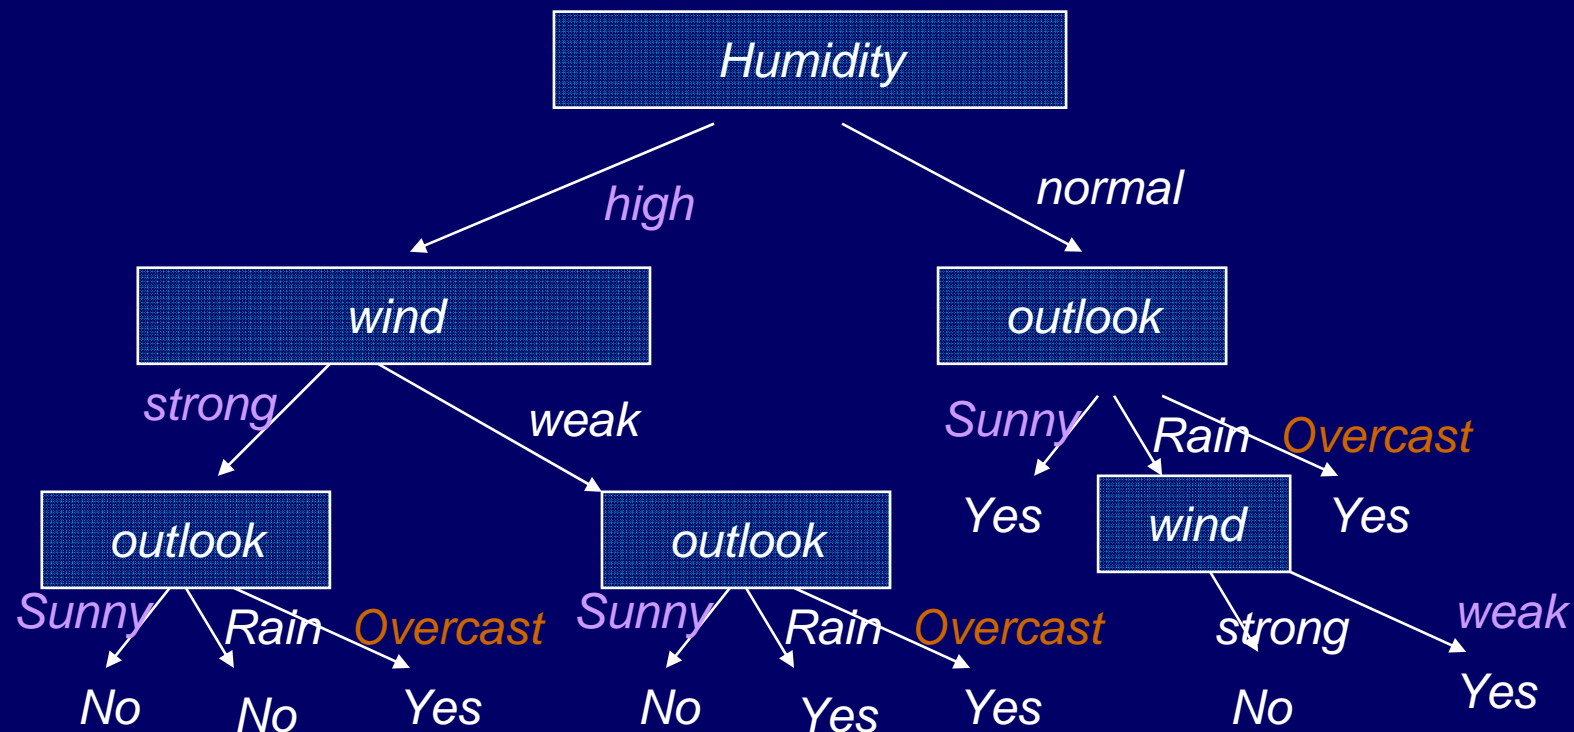 Humidity
high
normal
wind
outlook
strong
weak
Sunny
Rain
Overcast
outlook
outlook
Yes
wind
Yes
Sunny
Rain
Overcast
Sunny
Rain
Overcast
strong
weak
No
No
Yes
No
Yes
Yes
No
Yes